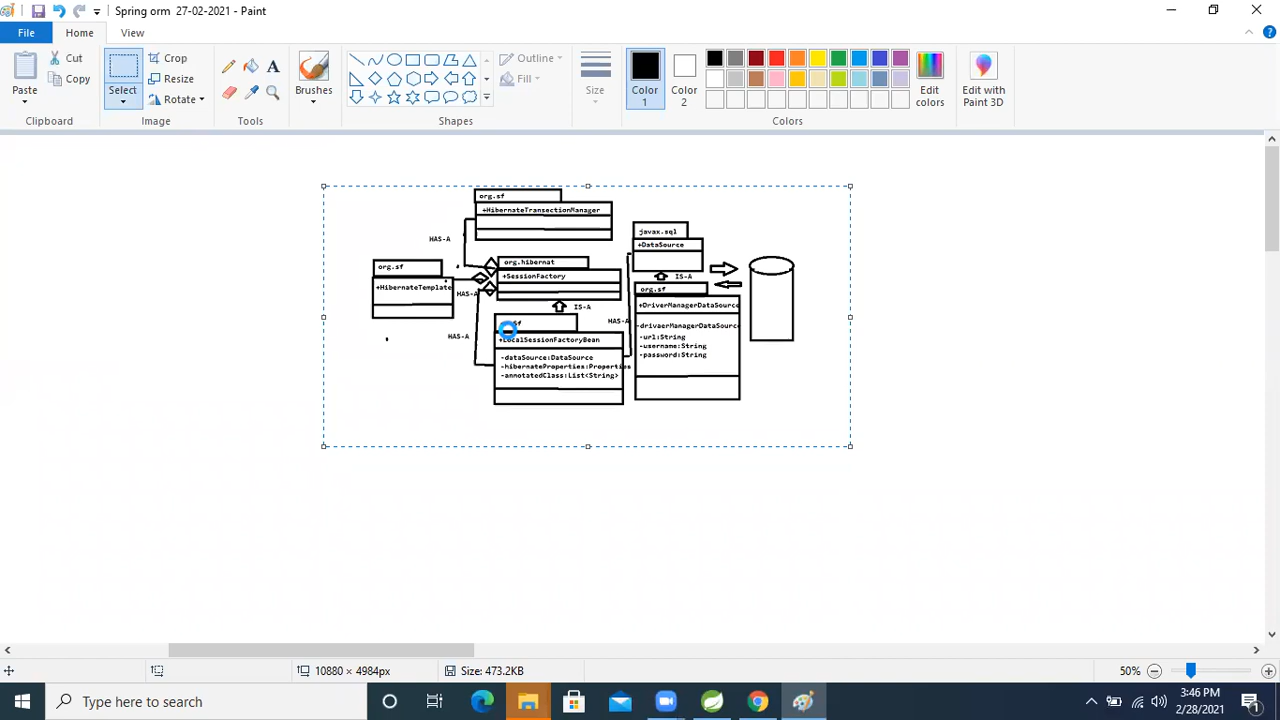 Spring orm 27-02-2021 - Paint
File
Home
View
Paste
Cut
Copy
Clipboard
Select
Crop
Resize
Rotate
Image
Tools
Brushes
Shapes
Outline
Fill
Size
Color
1
Color
2
Colors
Edit
colors
Edit with
Paint 3D
org.sf
+HibernateTransectionManager
HAS-A
org.sf
+HibernateTemplate
HAS-A
org.hibernat
+SessionFactory
IS-A
HAS-A
+LocalSessionFactoryBean
-dataSource:DataSource
-hibernateProperties:Properties
-annotatedClass:List<String>
HAS-A
javax.sql
+DataSource
IS-A
org.sf
+DriverManagerDataSource
-drivaerManagerDataSource
-url:String
-username:String
-password:String
10880 × 4984px
Size: 473.2KB
50%
Type here to search
3:46 PM
2/28/2021
1